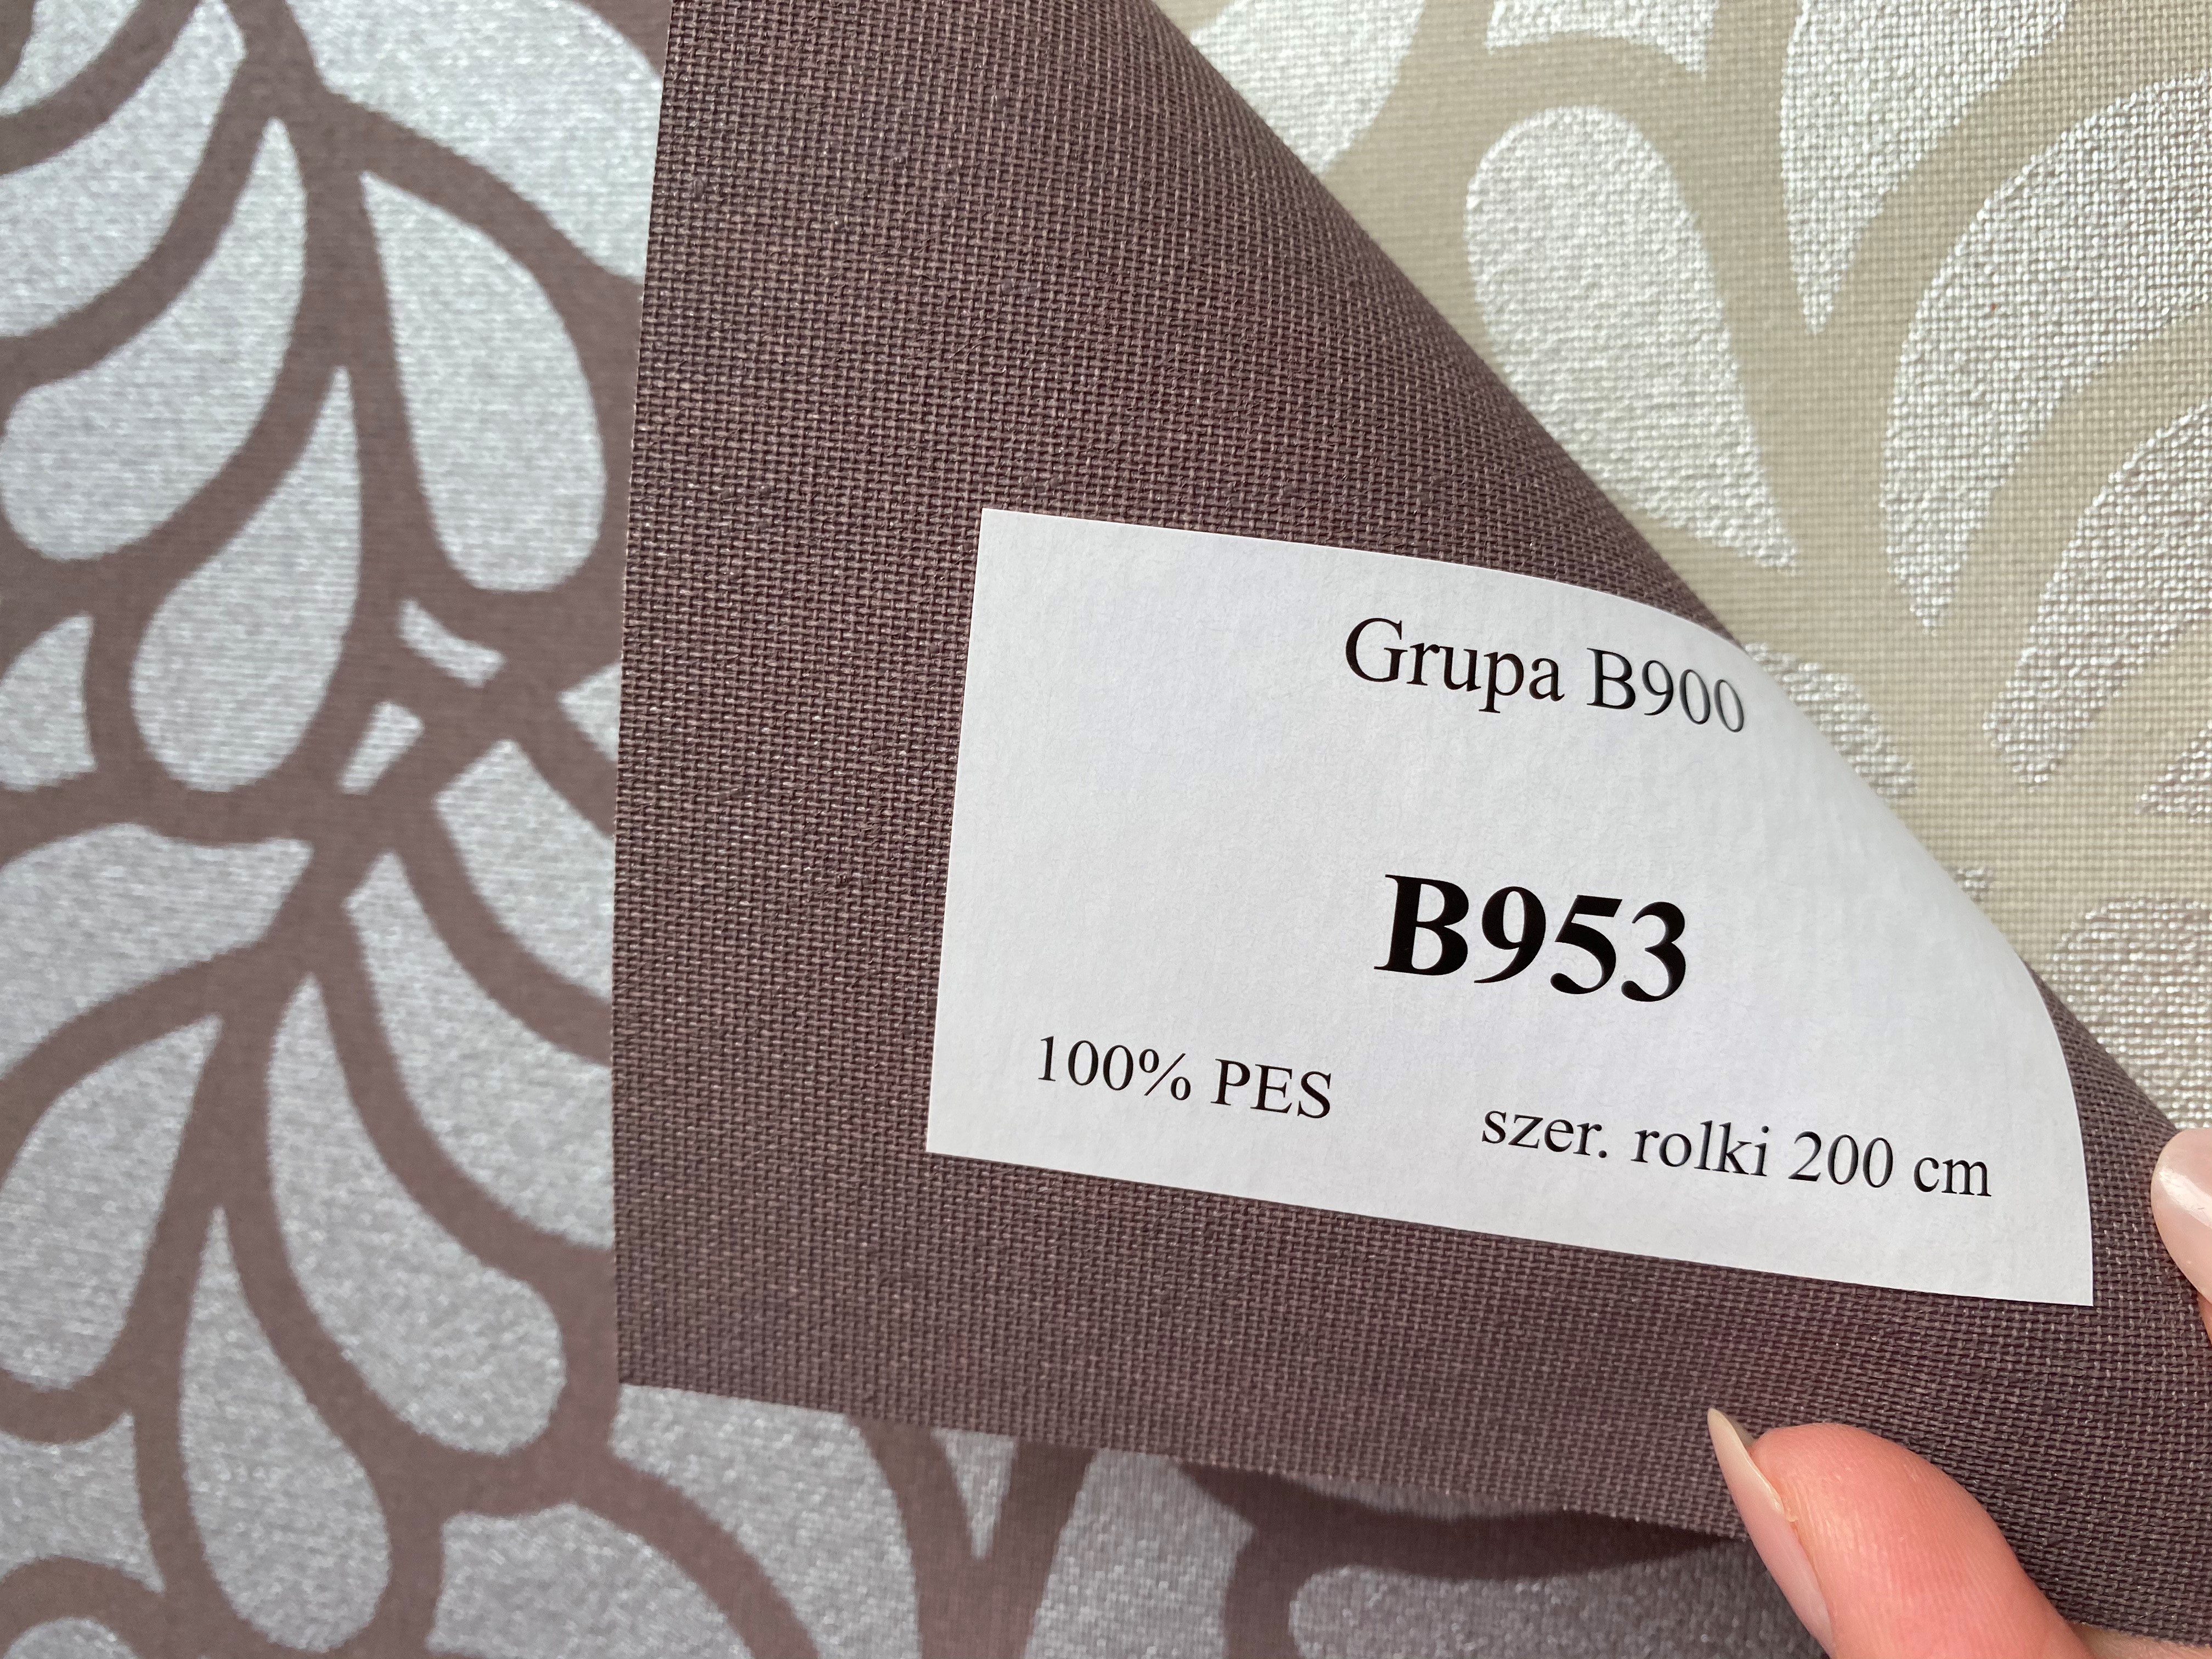 Grupa B900
B953
100% PES
szer. rolki 200 cm